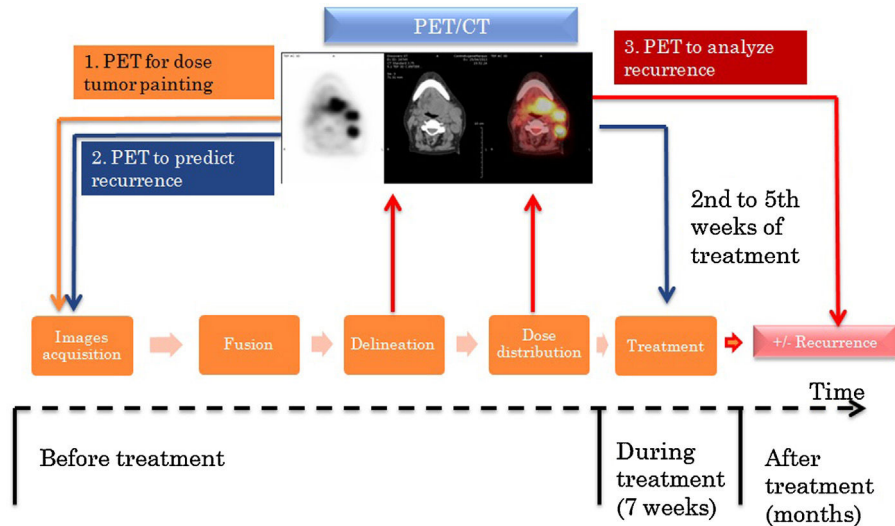 PET/CT
1. PET for dose
tumor painting
2. PET to predict
recurrence
3. PET to analyze
recurrence
2nd to 5th
weeks of
treatment
Images
acquisition
Fusion
Delineation
Dose
distribution
Treatment
+/- Recurrence
Time
Before treatment
During
treatment
(7 weeks)
After
treatment
(months)